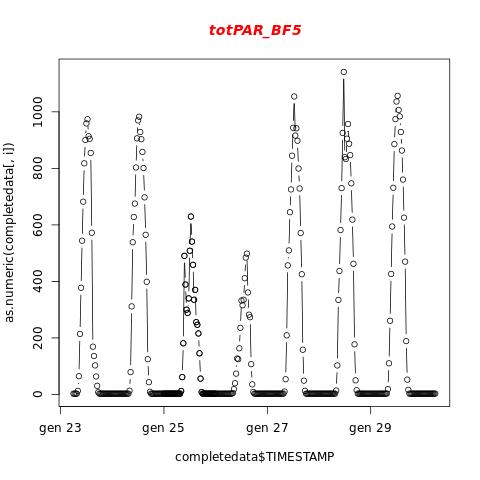 totPAR_BF5
as.numeric(completedata[, i])
1000
800
600
400
200
0
gen 23
gen 25
gen 27
gen 29
completedata$TIMESTAMP